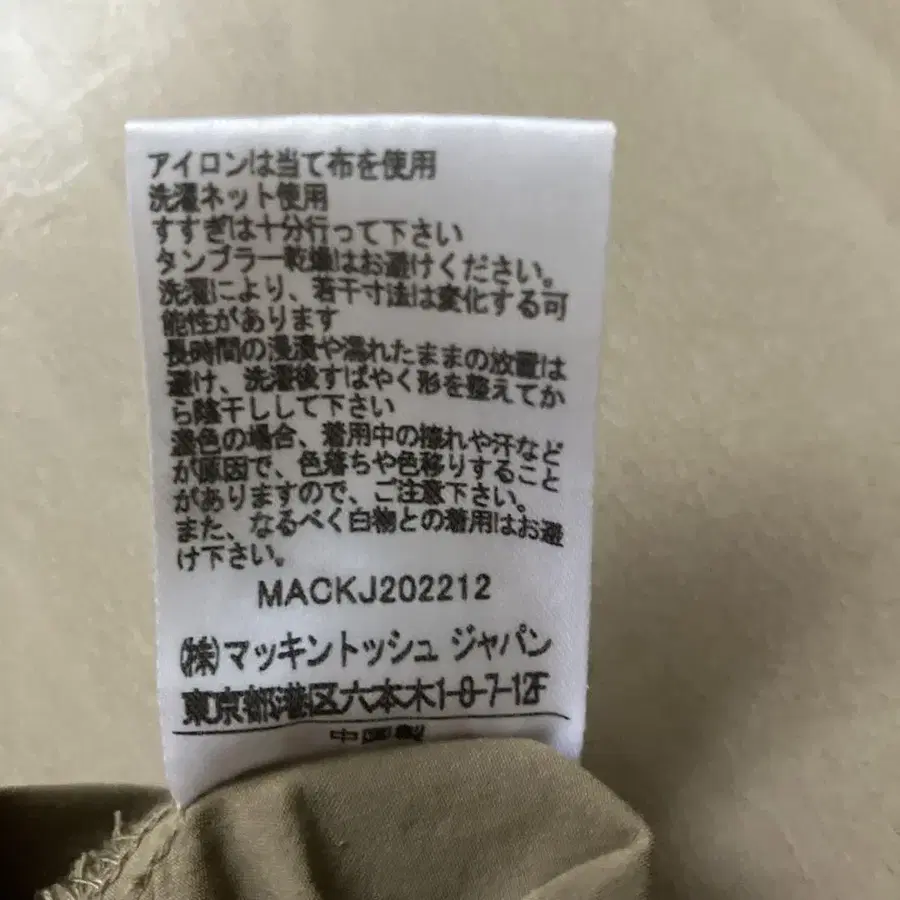 アイロンは当て布を使用
洗濯ネット使用
すすぎは十分行って下さい
タンブラー乾燥はお避けください。
洗濯により、若干寸法は変化する可
能性があります
長時間の浸漬や濡れたままの放置は
避け、洗濯後すばやく形を整えてか
ら陰干しして下さい
濃色の場合、着用中の擦れや汗など
が原因で、色落ちや色移りすること
がありますので、ご注意下さい。
また、なるべく白物との着用はお避
け下さい。
MACKJ202212
(株)マッキントッシュ ジャパン
東京都港区六本木1-8-7-12F
中国製